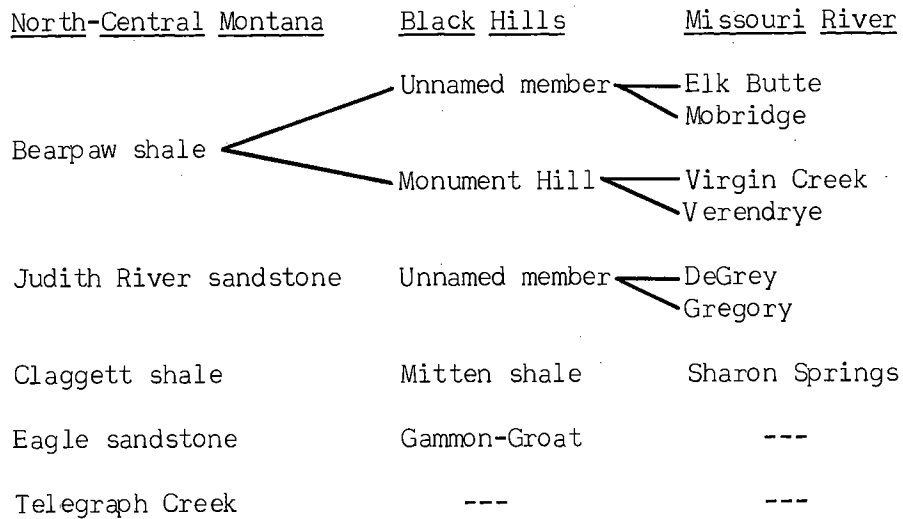 North-Central Montana Black Hills Missouri River
Unnamed member Elk Butte
Mobridge
Bearpaw shale
Monument Hill Virgin Creek
Verendrye
Judith River sandstone Unnamed member DeGrey
Gregory
Claggett shale Mitten shale Sharon Springs
Eagle sandstone Gammon-Groat ---
Telegraph Creek --- ---